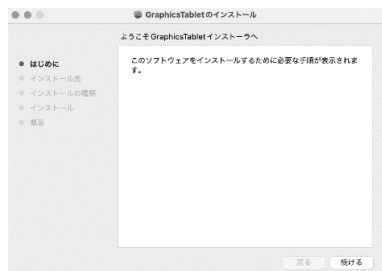 GraphicsTabletのインストール
ようこそ GraphicsTablet インストーラへ
はじめに
インストール先
インストールの種類
インストール
概要
このソフトウェアをインストールするために必要な手順が表示されま
す。
戻る
続ける